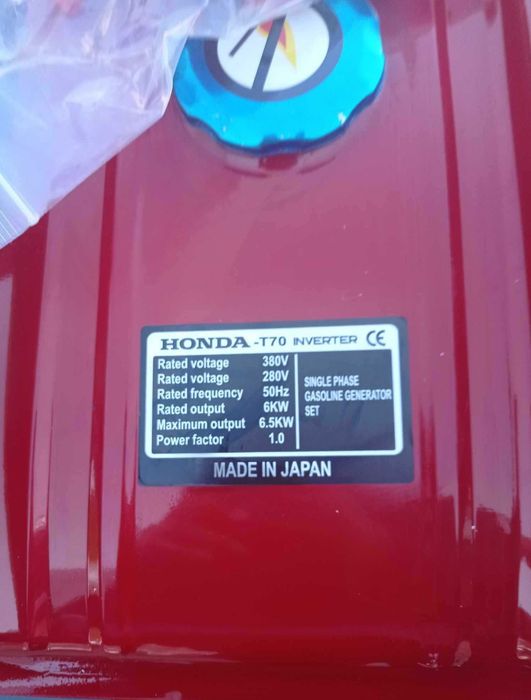 HONDA -T70 INVERTER CE
Rated voltage 380V
Rated voltage 280V
Rated frequency 50Hz
Rated output 6KW
Maximum output 6.5KW
Power factor 1.0
SINGLE PHASE
GASOLINE GENERATOR
SET
MADE IN JAPAN